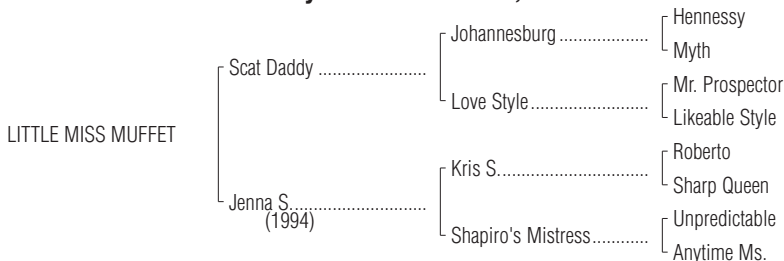 Hennessy
Johannesburg ...................
Myth
Scat Daddy .......................
Mr. Prospector
Love Style.........................
Likeable Style
LITTLE MISS MUFFET
Roberto
Kris S...............................
Sharp Queen
Jenna S.............................
(1994)
Unpredictable
Shapiro's Mistress............
Anytime Ms.